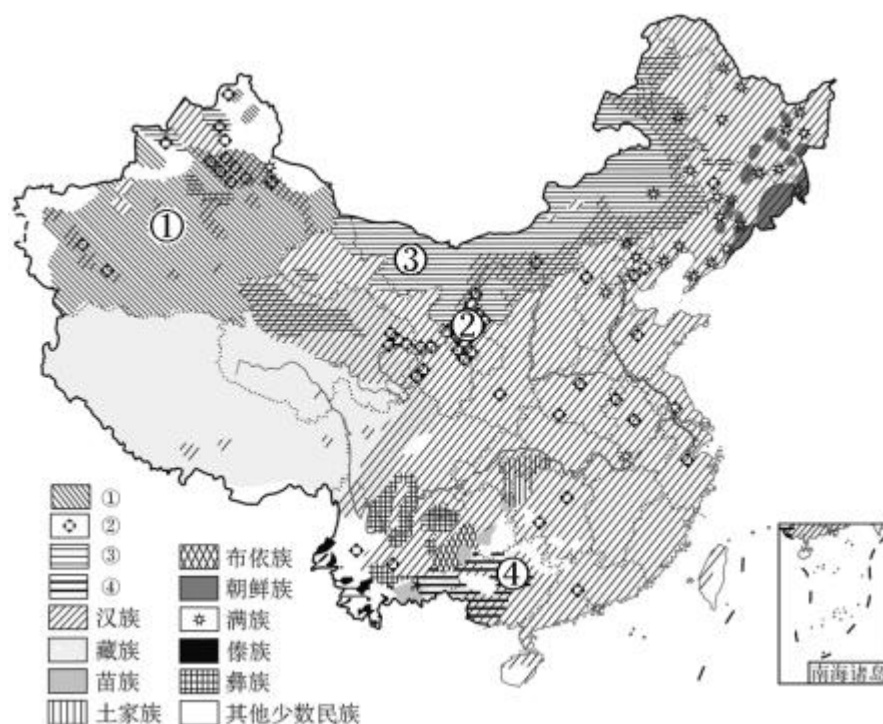 ①
③
②
④
①
②
③
④
汉族
藏族
苗族
土家族
布依族
朝鲜族
满族
傣族
彝族
其他少数民族
南海诸岛